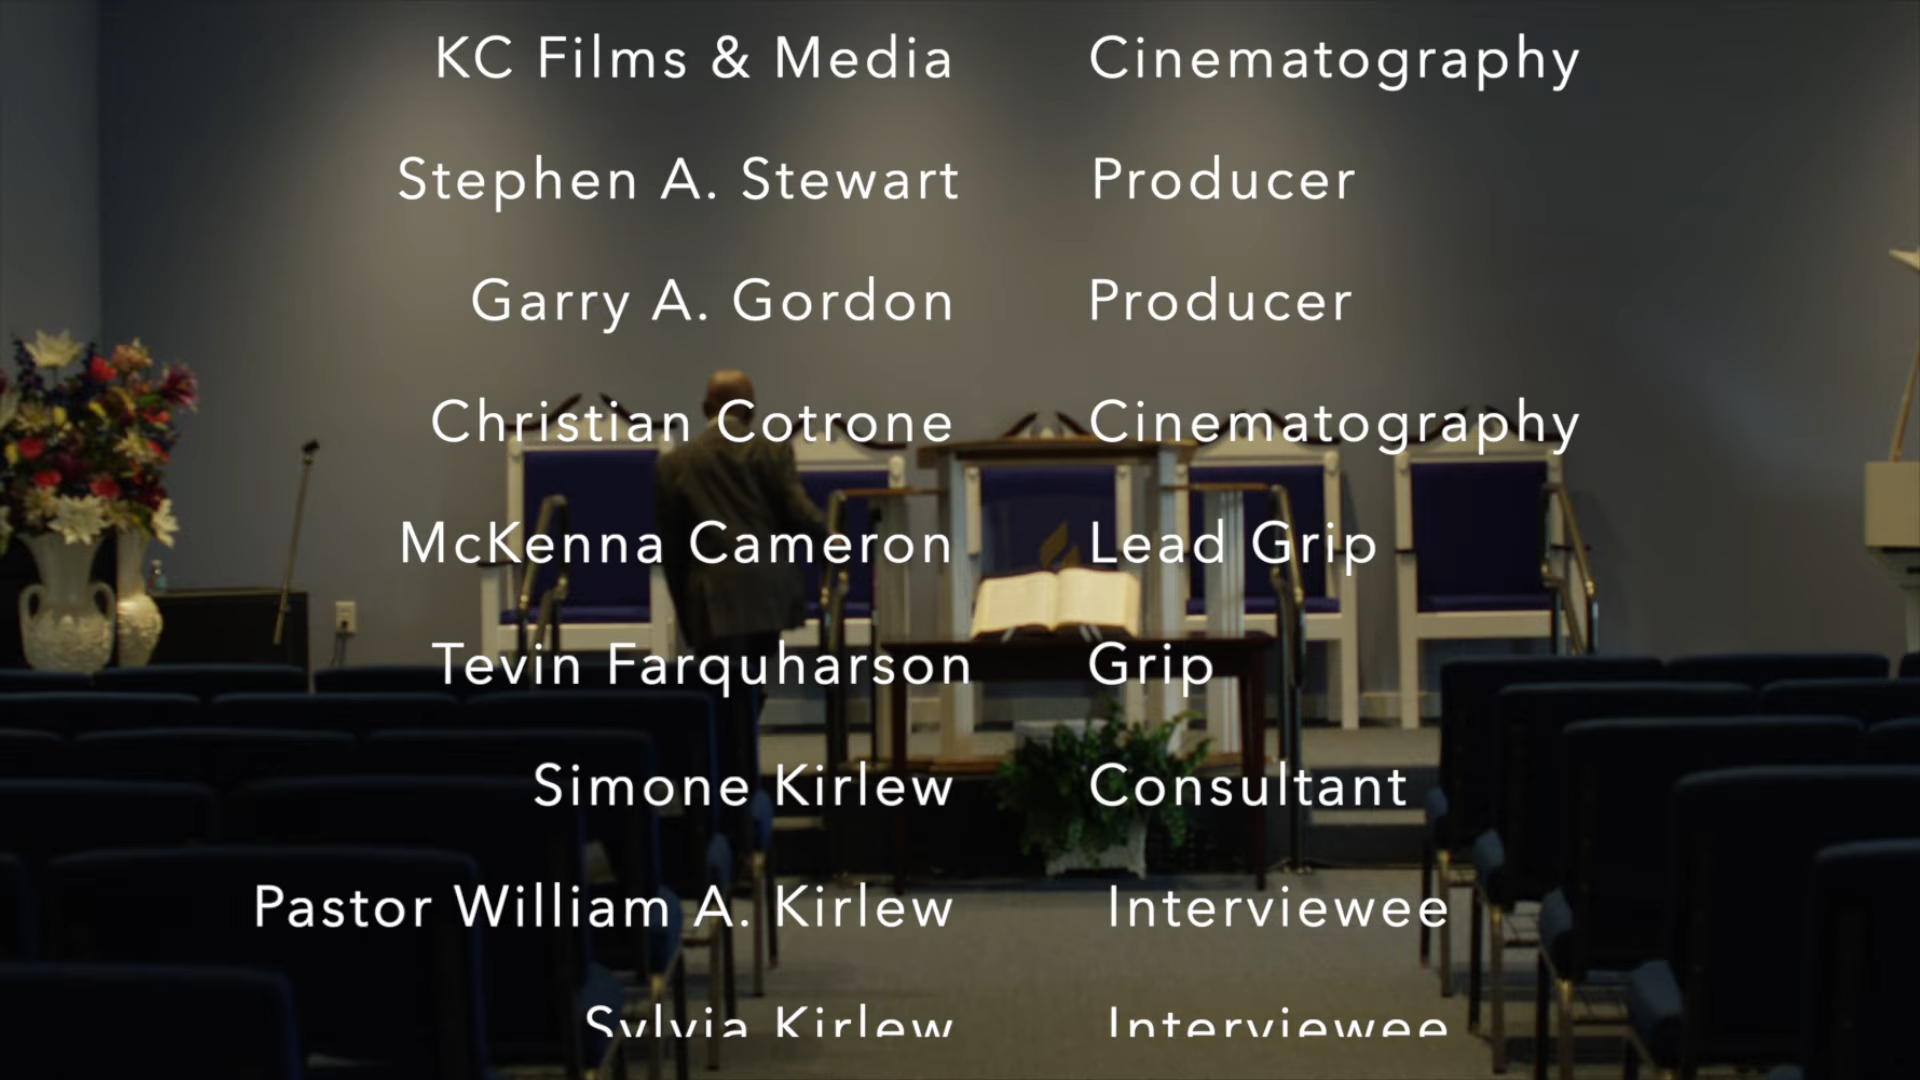 KC Films & Media Cinematography
Stephen A. Stewart Producer
Garry A. Gordon Producer
Christian Cotrone Cinematography
McKenna Cameron Lead Grip
Tevin Farquharson Grip
Simone Kirlew Consultant
Pastor William A. Kirlew Interviewee
Sylvia Kirlew Interviewee